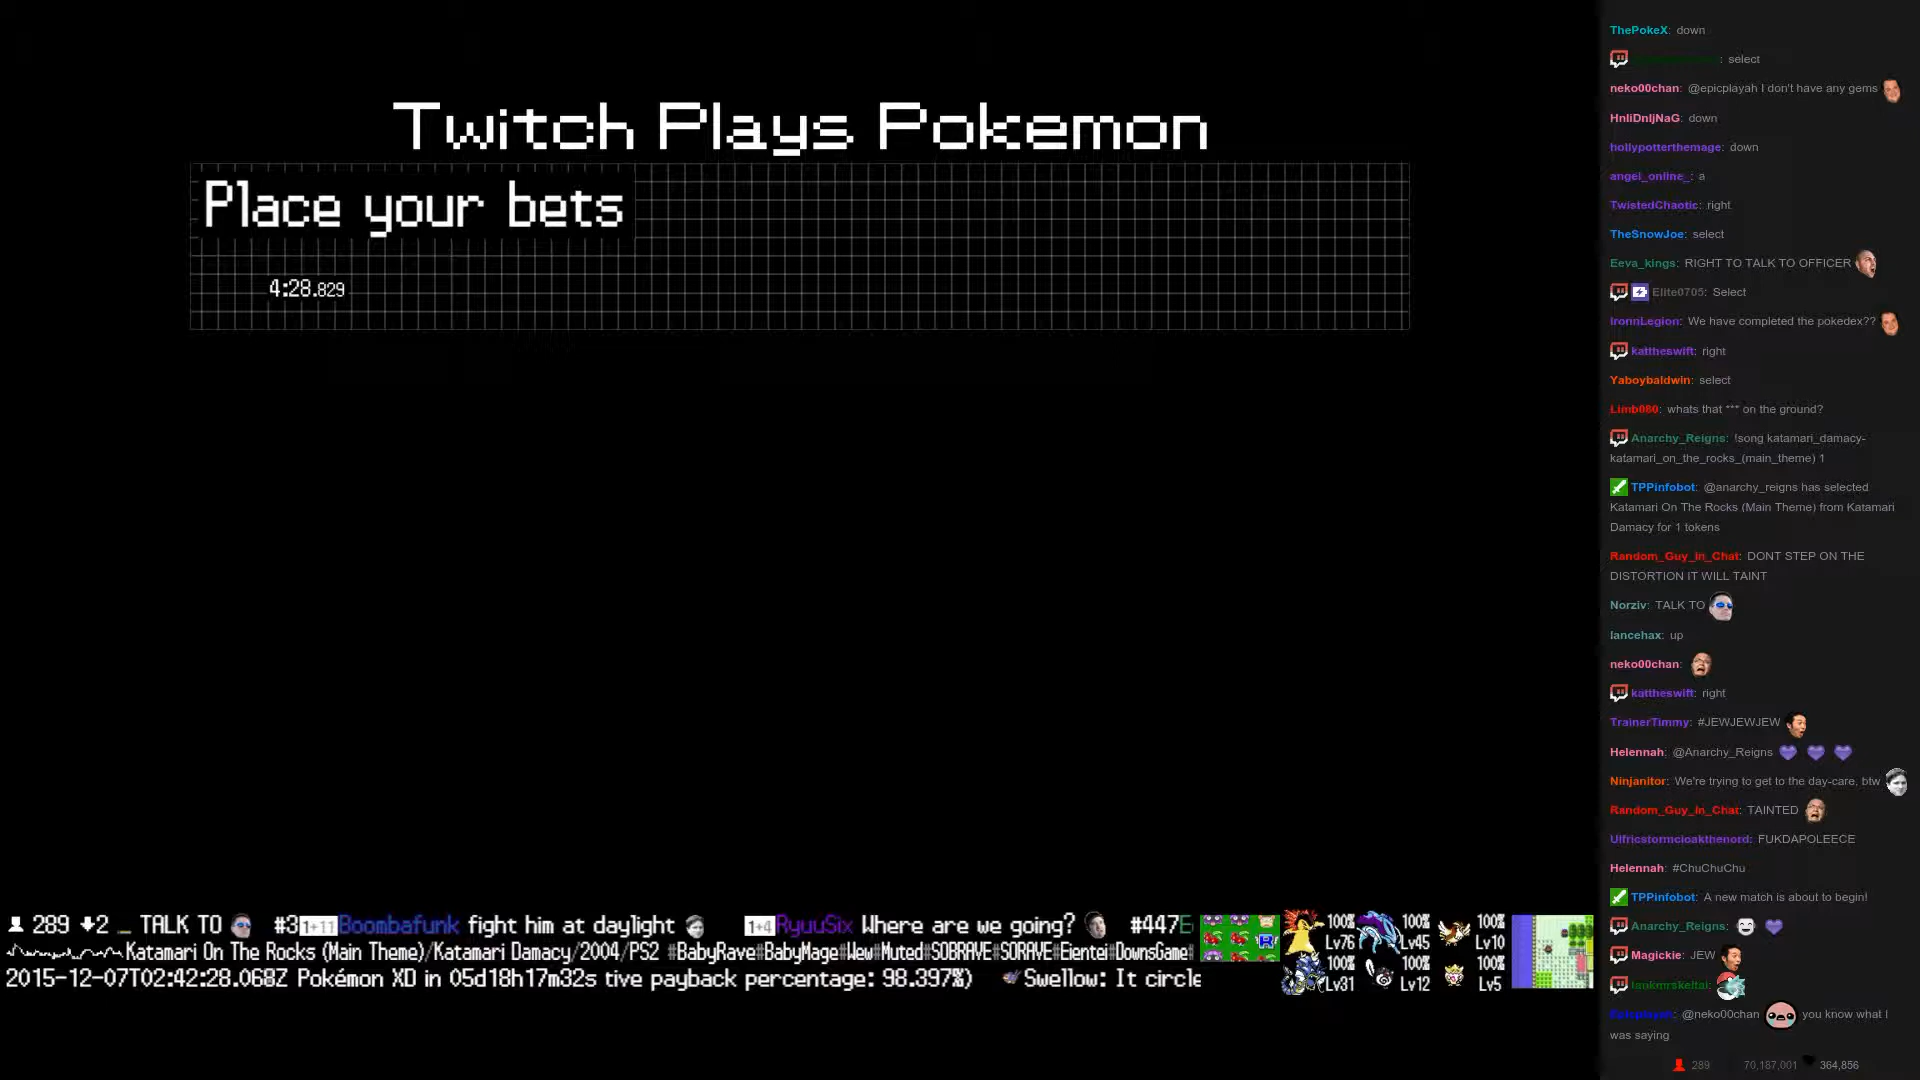 Twitch Plays Pokemon
Place your bets
4:28.829
289 2 _ TALK TO #3 1+11 Boombafunk fight him at daylight 1+4 RyuuSix Where are we going? #447E
Katamari On The Rocks (Main Theme)/Katamari Damacy/2004/PS2 #BabyRave#BabyMage#Wew#Muted#SOBRAVE#SORAVE#Eientei#DownsGame#
2015-12-07T02:42:28.068Z Pokémon XD in 05d18h17m32s tive payback percentage: 98.397%) Swellow: It circle
100% Lv76
100% Lv45
100% Lv10
100% Lv31
100% Lv12
100% Lv5
ThePokeX: down
: select
neko00chan: @epicplayah I don't have any gems
HnliDnIjNaG: down
hollypotterthemage: down
angel_online_: a
TwistedChaotic: right
TheSnowJoe: select
Eeva_kings: RIGHT TO TALK TO OFFICER
Elite0705: Select
IronnLegion: We have completed the pokedex??
kattheswift: right
Yaboybaldwin: select
Limb080: whats that *** on the ground?
Anarchy_Reigns: !song katamari_damacy-
katamari_on_the_rocks_(main_theme) 1
TPPinfobot: @anarchy_reigns has selected
Katamari On The Rocks (Main Theme) from Katamari
Damacy for 1 tokens
Random_Guy_in_Chat: DONT STEP ON THE
DISTORTION IT WILL TAINT
Norziv: TALK TO
lancehax: up
neko00chan:
kattheswift: right
TrainerTimmy: #JEWJEWJEW
Helennah: @Anarchy_Reigns
Ninjanitor: We're trying to get to the day-care, btw
Random_Guy_in_Chat: TAINTED
Ulfricstormcloakthenord: FUKDAPOLEECE
Helennah: #ChuChuChu
TPPinfobot: A new match is about to begin!
Anarchy_Reigns:
Magickie: JEW
tankmrskeltal:
Epicplayah: @neko00chan you know what I
was saying
289 70,187,001 364,856